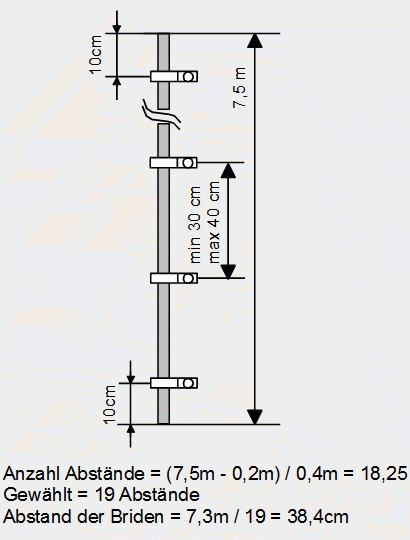 10cm
7,5 m
min 30 cm
max 40 cm
10cm
Anzahl Abstände = (7,5m - 0,2m) / 0,4m = 18,25
Gewählt = 19 Abstände
Abstand der Briden = 7,3m / 19 = 38,4cm